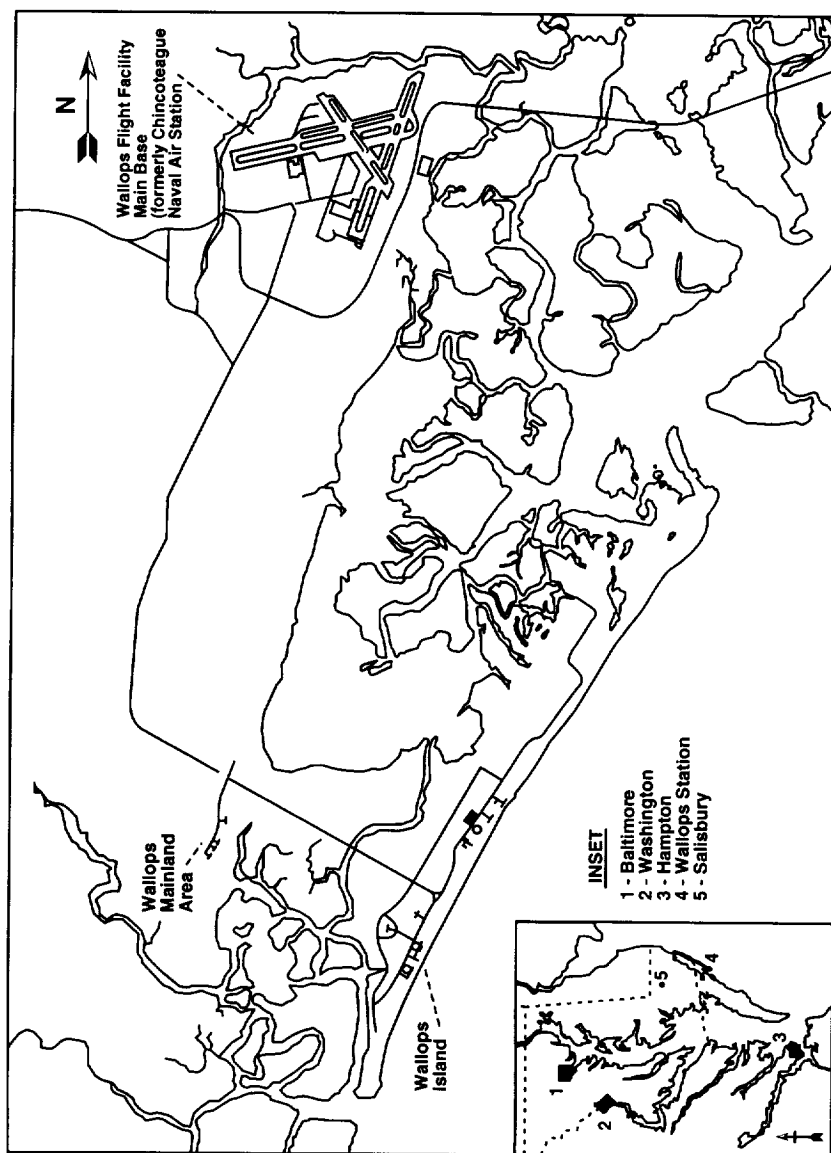 N
Wallops Flight Facility
Main Base
(formerly Chincoteague
Naval Air Station
Wallops
Mainland
Area
Wallops
Island
INSET
1 - Baltimore
2 - Washington
3 - Hampton
4 - Wallops Station
5 - Salisbury
1
2
3
4
5